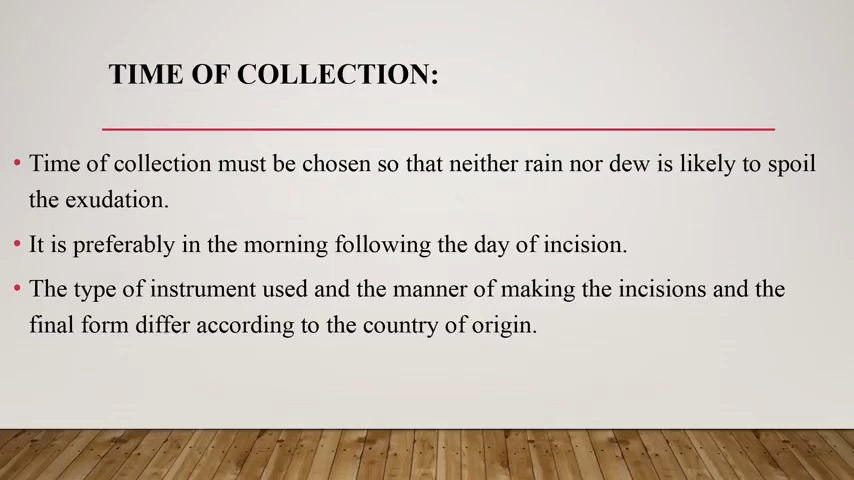 TIME OF COLLECTION:
• Time of collection must be chosen so that neither rain nor dew is likely to spoil
the exudation.
• It is preferably in the morning following the day of incision.
• The type of instrument used and the manner of making the incisions and the
final form differ according to the country of origin.